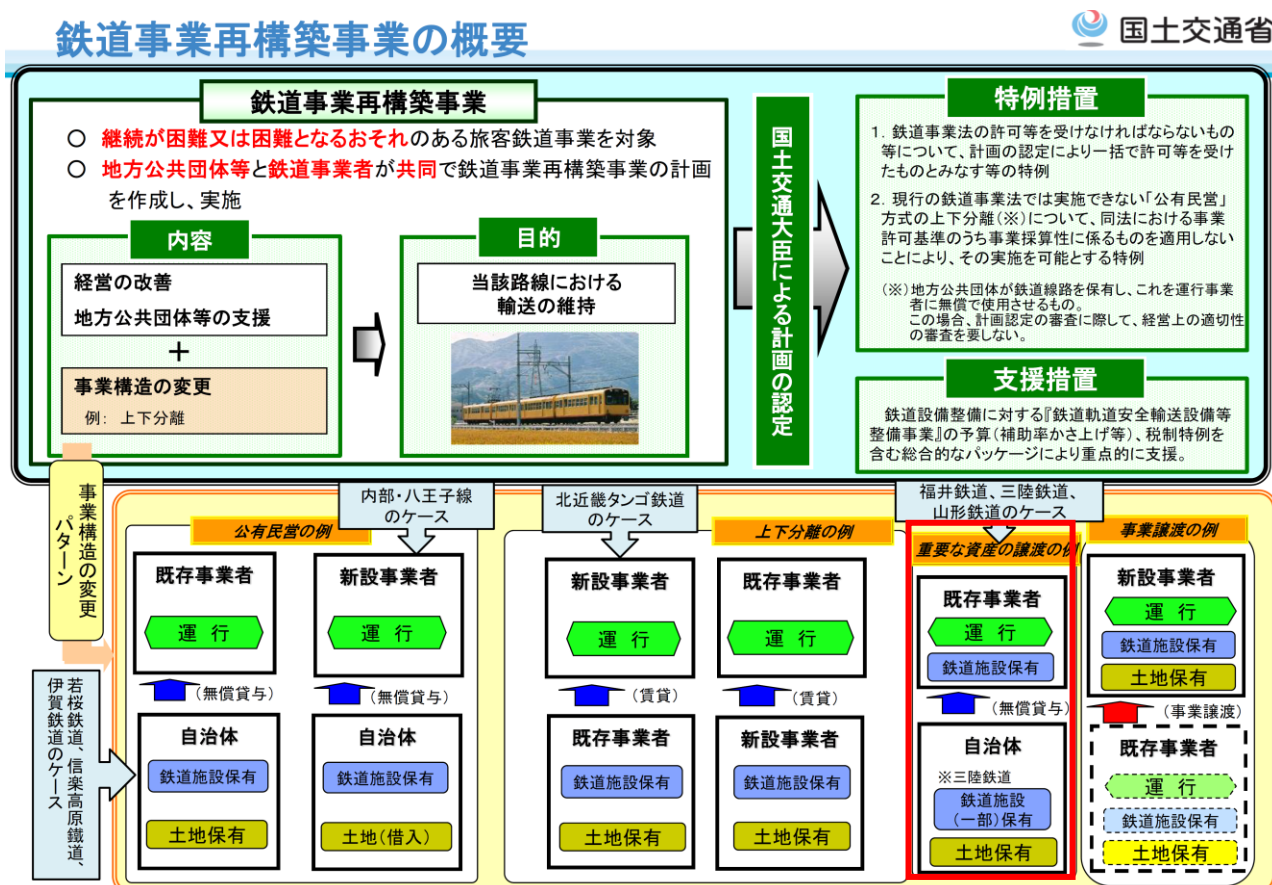 鉄道事業再構築事業の概要
国土交通省
鉄道事業再構築事業
○ 継続が困難又は困難となるおそれのある旅客鉄道事業を対象
○ 地方公共団体等と鉄道事業者が共同で鉄道事業再構築事業の計画
を作成し、実施
内容
経営の改善
地方公共団体等の支援
+
事業構造の変更
例: 上下分離
目的
当該路線における
輸送の維持
国土交通大臣による計画の認定
特例措置
1. 鉄道事業法の許可等を受けなければならないもの
等について、計画の認定により一括で許可等を受け
たものとみなす等の特例
2. 現行の鉄道事業法では実施できない「公有民営」
方式の上下分離(※)について、同法における事業
許可基準のうち事業採算性に係るものを適用しない
ことにより、その実施を可能とする特例
(※)地方公共団体が鉄道線路を保有し、これを運行事業
者に無償で使用させるもの。
この場合、計画認定の審査に際して、経営上の適切性
の審査を要しない。
支援措置
鉄道設備整備に対する『鉄道軌道安全輸送設備等
整備事業』の予算(補助率かさ上げ等)、税制特例を
含む総合的なパッケージにより重点的に支援。
事業構造の変更
パターン
若桜鉄道、信楽高原鐵道、
伊賀鉄道のケース
公有民営の例
内部・八王子線
のケース
既存事業者
運 行
(無償貸与)
自治体
鉄道施設保有
土地保有
新設事業者
運 行
(無償貸与)
自治体
鉄道施設保有
土地(借入)
北近畿タンゴ鉄道
のケース
上下分離の例
新設事業者
運 行
(賃貸)
既存事業者
鉄道施設保有
土地保有
既存事業者
運 行
(賃貸)
新設事業者
鉄道施設保有
土地保有
福井鉄道、三陸鉄道、
山形鉄道のケース
重要な資産の譲渡の例
既存事業者
運 行
鉄道施設保有
(無償貸与)
自治体
※三陸鉄道
鉄道施設
(一部)保有
土地保有
事業譲渡の例
新設事業者
運 行
鉄道施設保有
土地保有
(事業譲渡)
既存事業者
運 行
鉄道施設保有
土地保有